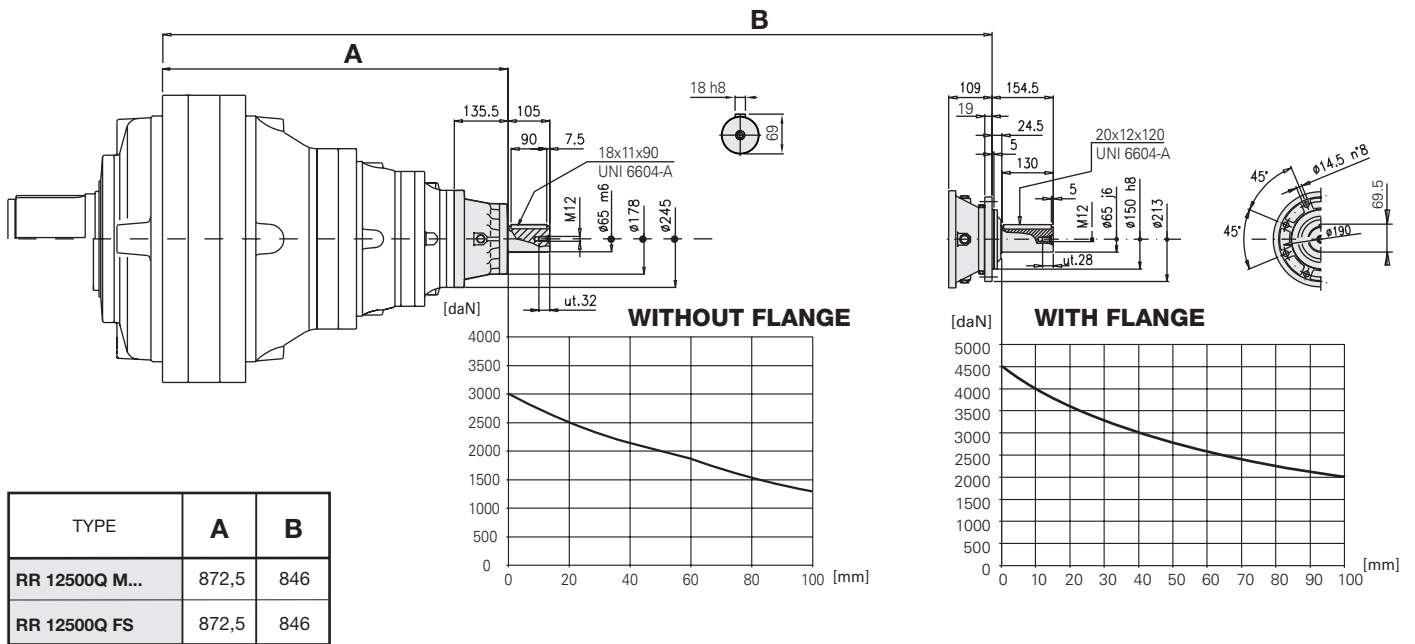 B
A
135.5
105
90
7.5
18x11x90
UNI 6604-A
M12
ø65 m6
ø178
ø245
ut.32
18 h8
69
109
154.5
19
24.5
5
130
20x12x120
UNI 6604-A
5
M12
ø65 j6
ø150 h8
ø213
ut.28
45°
45°
ø14.5 n°8
69.5
ø190
[daN]
WITHOUT FLANGE
4000
3500
3000
2500
2000
1500
1000
500
0
0 20 40 60 80 100 [mm]
[daN]
WITH FLANGE
5000
4500
4000
3500
3000
2500
2000
1500
1000
500
0
0 10 20 30 40 50 60 70 80 90 100
[mm]
TYPE A B
RR 12500Q M... 872,5 846
RR 12500Q FS 872,5 846